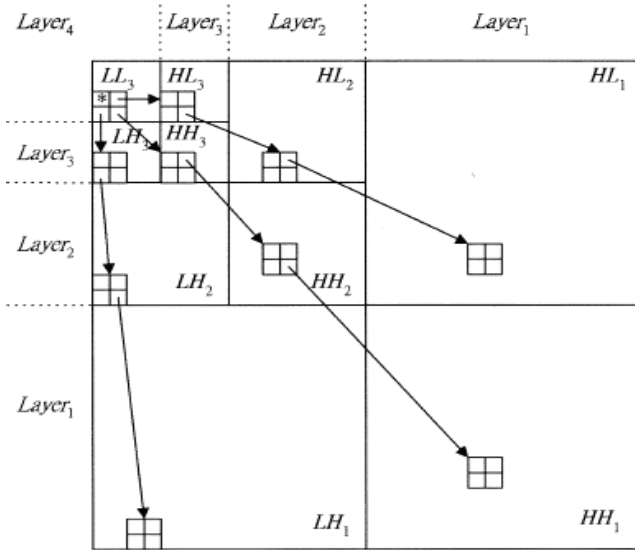 Layer4 Layer3 Layer2 Layer1
LL3 HL3 HL2 HL1
*
LH3 HH3
Layer3
Layer2
LH2 HH2
Layer1
LH1 HH1